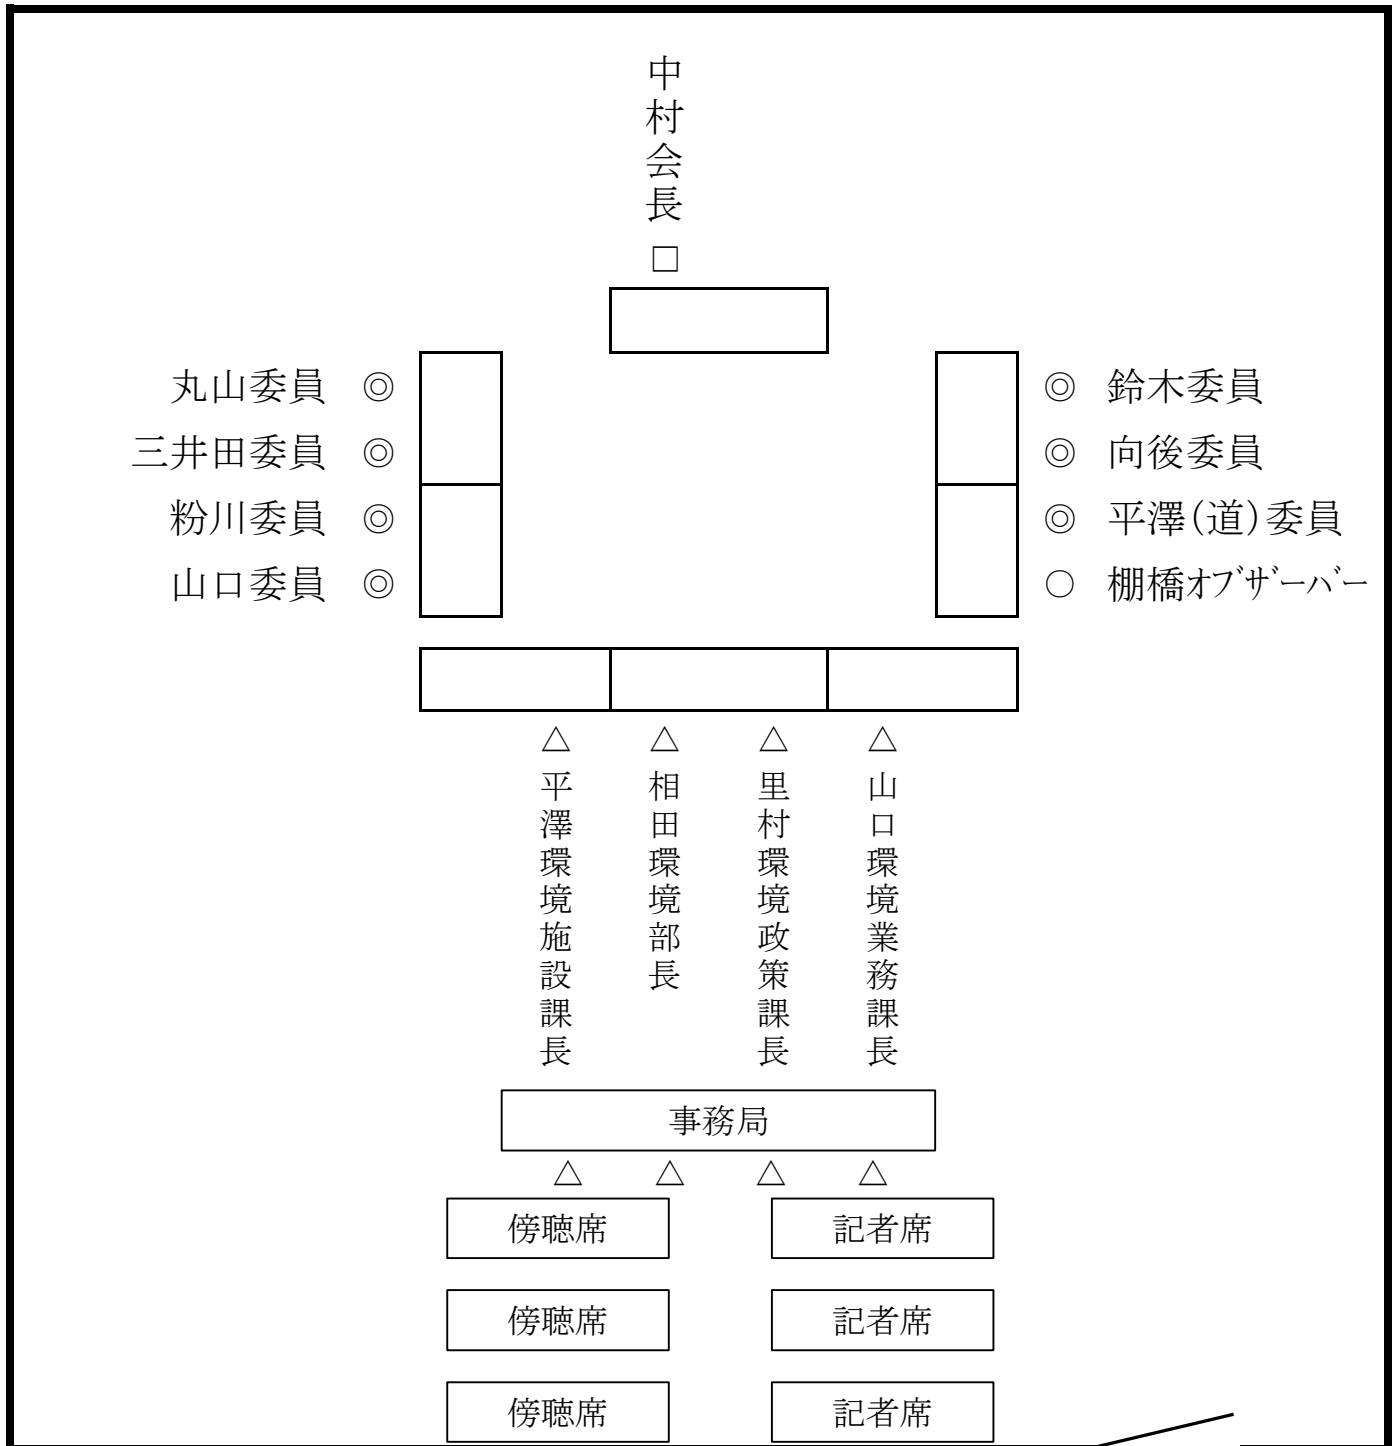 中村会長 □
丸山委員 ◎
三井田委員 ◎
粉川委員 ◎
山口委員 ◎
◎ 鈴木委員
◎ 向後委員
◎ 平澤(道)委員
○ 棚橋ｵﾌﾞｻﾞｰﾊﾞｰ
△平澤環境施設課長
△相田環境部長
△里村環境政策課長
△山口環境業務課長
事務局
△ △ △ △
傍聴席 記者席
傍聴席 記者席
傍聴席 記者席